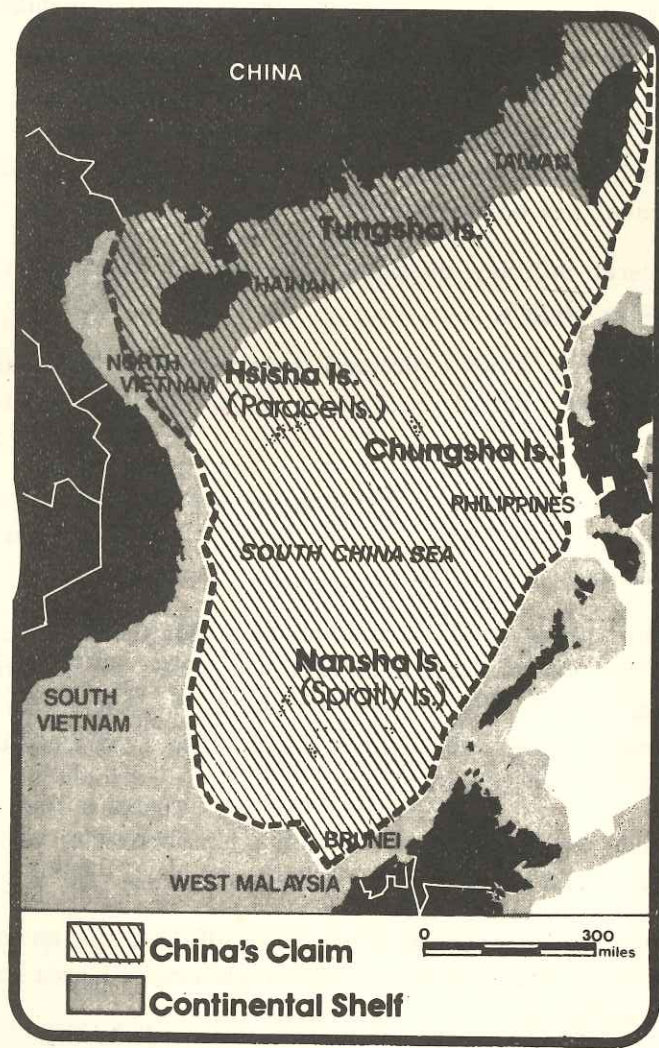 CHINA
TAIWAN
Tungsha Is.
HAINAN
NORTH
VIETNAM
Hsisha Is.
(Paracel Is.)
Chungsha Is.
PHILIPPINES
SOUTH CHINA SEA
Nansha Is.
(Spratly Is.)
SOUTH
VIETNAM
BRUNEI
WEST MALAYSIA
0 300
miles
China's Claim
Continental Shelf